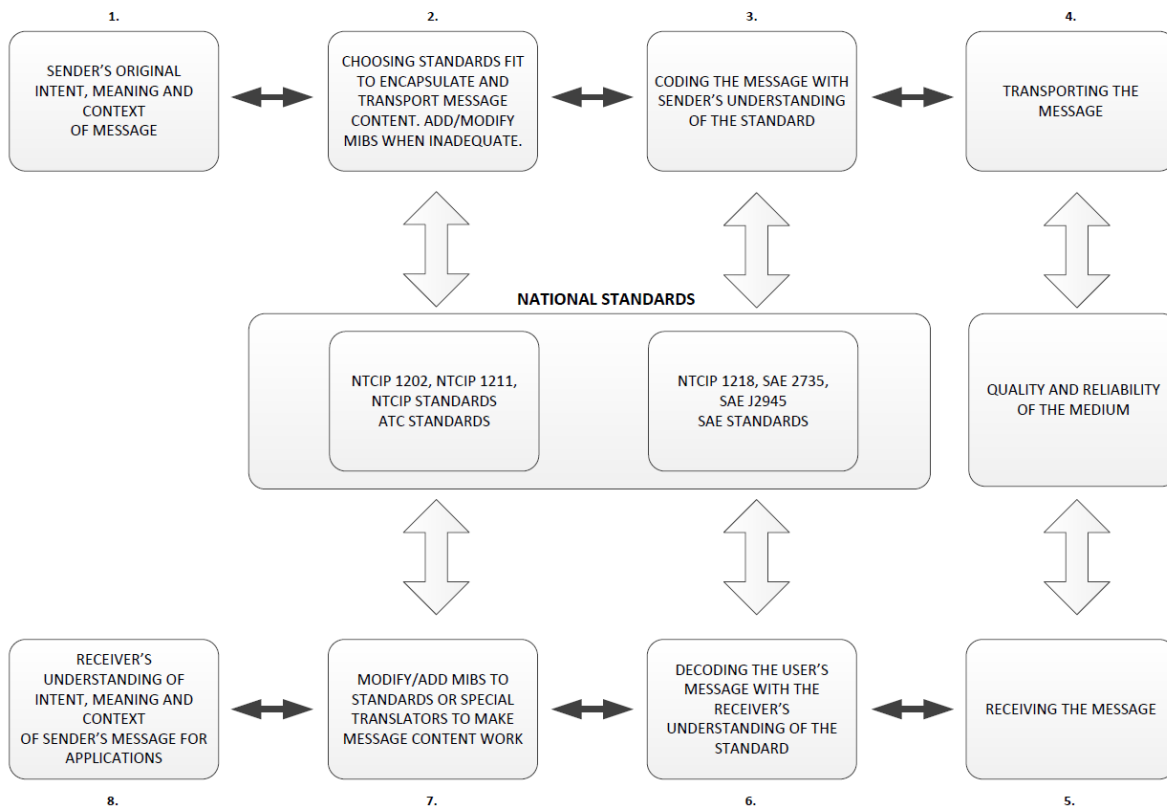 1.
2.
3.
4.
SENDER'S ORIGINAL
INTENT, MEANING AND
CONTEXT
OF MESSAGE
CHOOSING STANDARDS FIT
TO ENCAPSULATE AND
TRANSPORT MESSAGE
CONTENT. ADD/MODIFY
MIBS WHEN INADEQUATE.
CODING THE MESSAGE WITH
SENDER'S UNDERSTANDING
OF THE STANDARD
TRANSPORTING THE
MESSAGE
NATIONAL STANDARDS
NTCIP 1202, NTCIP 1211,
NTCIP STANDARDS
ATC STANDARDS
NTCIP 1218, SAE 2735,
SAE J2945
SAE STANDARDS
QUALITY AND RELIABILITY
OF THE MEDIUM
RECEIVER'S
UNDERSTANDING OF
INTENT, MEANING AND
CONTEXT
OF SENDER'S MESSAGE FOR
APPLICATIONS
MODIFY/ADD MIBS TO
STANDARDS OR SPECIAL
TRANSLATORS TO MAKE
MESSAGE CONTENT WORK
DECODING THE USER'S
MESSAGE WITH THE
RECEIVER'S
UNDERSTANDING OF THE
STANDARD
RECEIVING THE MESSAGE
8.
7.
6.
5.